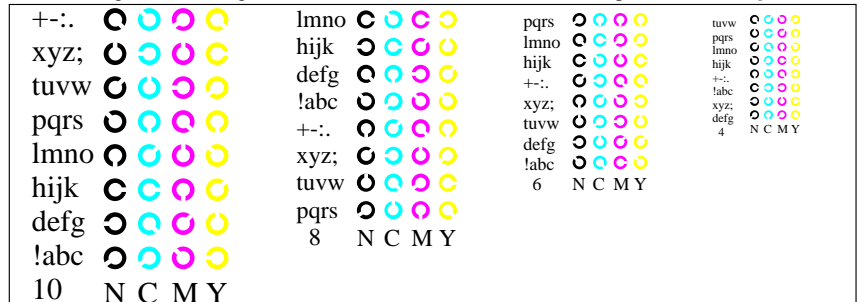 +-:.
xyz;
tuvw
pqrs
lmno
hijk
defg
!abc
10 N C M Y
lmno
hijk
defg
!abc
+-:.
xyz;
tuvw
pqrs
8 N C M Y
pqrs
lmno
hijk
+-:.
xyz;
tuvw
defg
!abc
6 N C M Y
tuvw
pqrs
lmno
hijk
+-:.
!abc
xyz;
defg
4 N C M Y